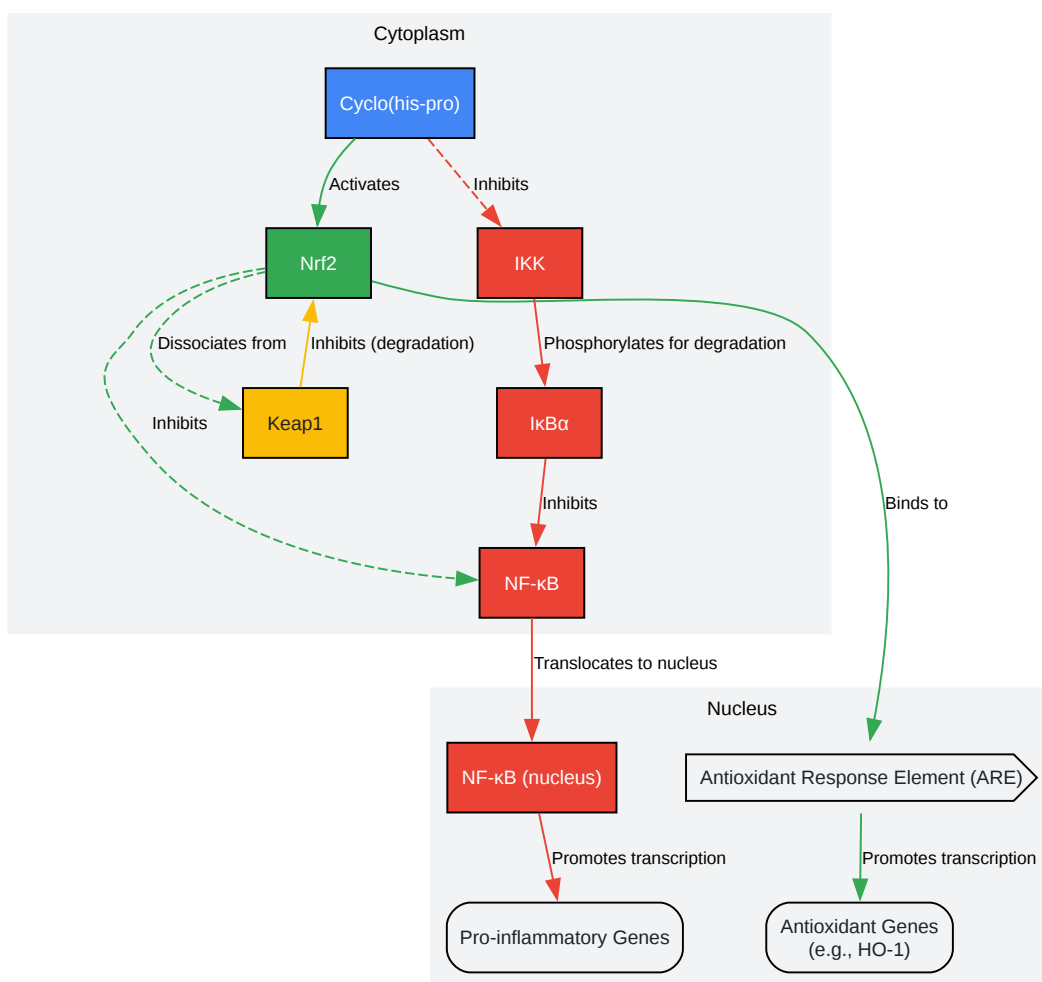 Cytoplasm
Cyclo(his-pro)
Activates
Inhibits
Nrf2
IKK
Dissociates from
Inhibits (degradation)
Phosphorylates for degradation
Inhibits
Keap1
IκBα
Inhibits
Binds to
NF-κB
Translocates to nucleus
Nucleus
NF-κB (nucleus)
Antioxidant Response Element (ARE)
Promotes transcription
Promotes transcription
Pro-inflammatory Genes
Antioxidant Genes
(e.g., HO-1)